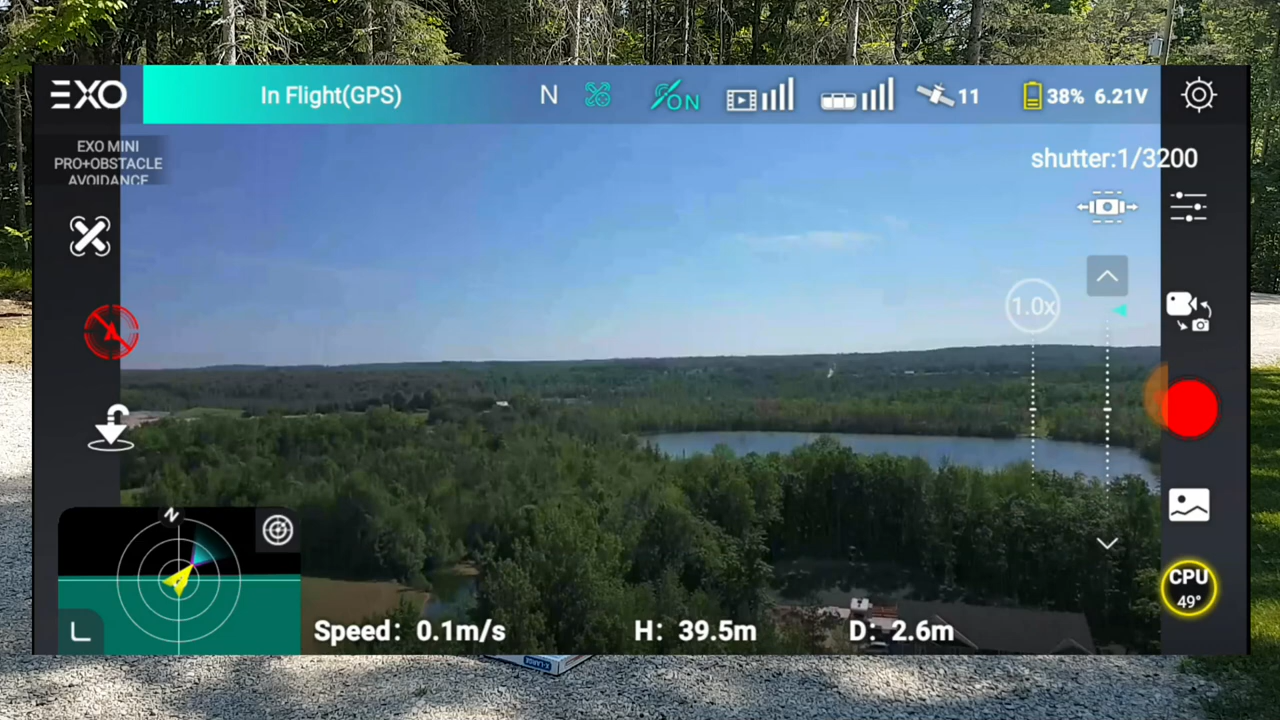 EXO
In Flight(GPS)
N
ON
11
38% 6.21V
EXO MINI
PRO+OBSTACLE
AVOIDANCE
shutter:1/3200
1.0x
N
CPU
49°
Speed: 0.1m/s
H: 39.5m
D: 2.6m
X-LARGE